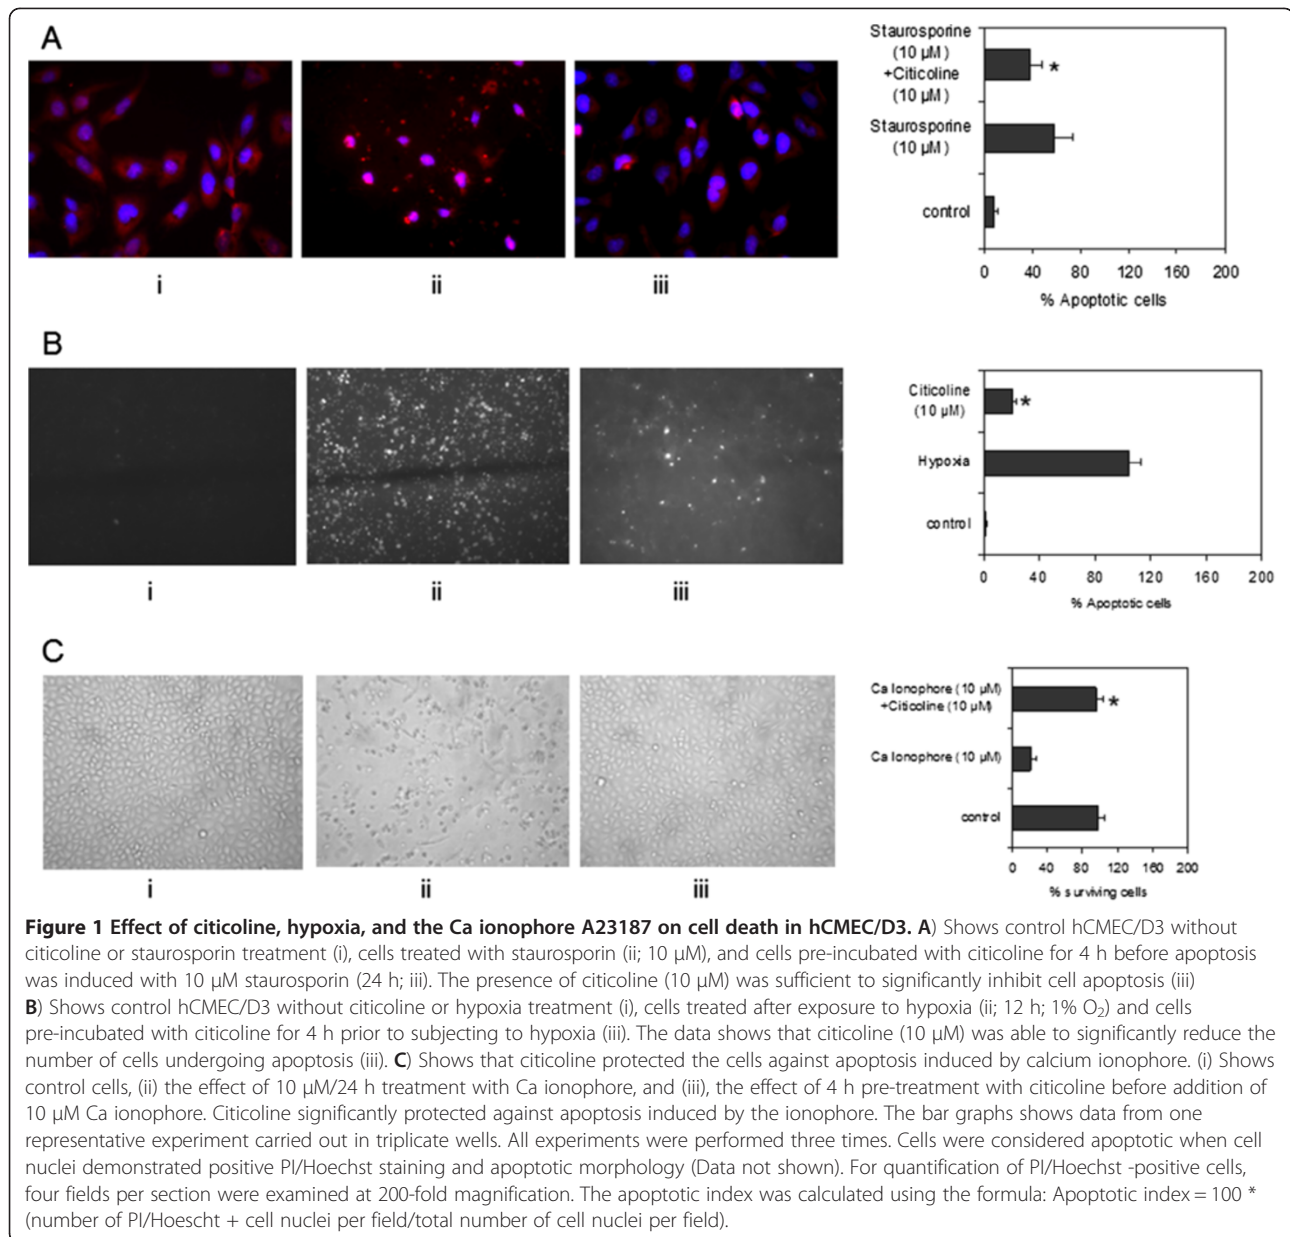 A
i
ii
iii
Staurosporine
(10 µM)
+Citicoline
(10 µM)
*
Staurosporine
(10 µM)
control
0 40 80 120 160 200
% Apoptotic cells
B
i
ii
iii
Citicoline
(10 µM)
*
Hypoxia
control
0 40 80 120 160 200
% Apoptotic cells
C
i
ii
iii
Ca Ionophore (10 µM)
+Citicoline (10 µM)
*
Ca Ionophore (10 µM)
control
0 40 80 120 160 200
% surviving cells
Figure 1 Effect of citicoline, hypoxia, and the Ca ionophore A23187 on cell death in hCMEC/D3. A) Shows control hCMEC/D3 without
citicoline or staurosporin treatment (i), cells treated with staurosporin (ii; 10 µM), and cells pre-incubated with citicoline for 4 h before apoptosis
was induced with 10 µM staurosporin (24 h; iii). The presence of citicoline (10 µM) was sufficient to significantly inhibit cell apoptosis (iii)
B) Shows control hCMEC/D3 without citicoline or hypoxia treatment (i), cells treated after exposure to hypoxia (ii; 12 h; 1% O₂) and cells
pre-incubated with citicoline for 4 h prior to subjecting to hypoxia (iii). The data shows that citicoline (10 µM) was able to significantly reduce the
number of cells undergoing apoptosis (iii). C) Shows that citicoline protected the cells against apoptosis induced by calcium ionophore. (i) Shows
control cells, (ii) the effect of 10 µM/24 h treatment with Ca ionophore, and (iii), the effect of 4 h pre-treatment with citicoline before addition of
10 µM Ca ionophore. Citicoline significantly protected against apoptosis induced by the ionophore. The bar graphs shows data from one
representative experiment carried out in triplicate wells. All experiments were performed three times. Cells were considered apoptotic when cell
nuclei demonstrated positive PI/Hoechst staining and apoptotic morphology (Data not shown). For quantification of PI/Hoechst -positive cells,
four fields per section were examined at 200-fold magnification. The apoptotic index was calculated using the formula: Apoptotic index = 100 *
(number of PI/Hoescht + cell nuclei per field/total number of cell nuclei per field).